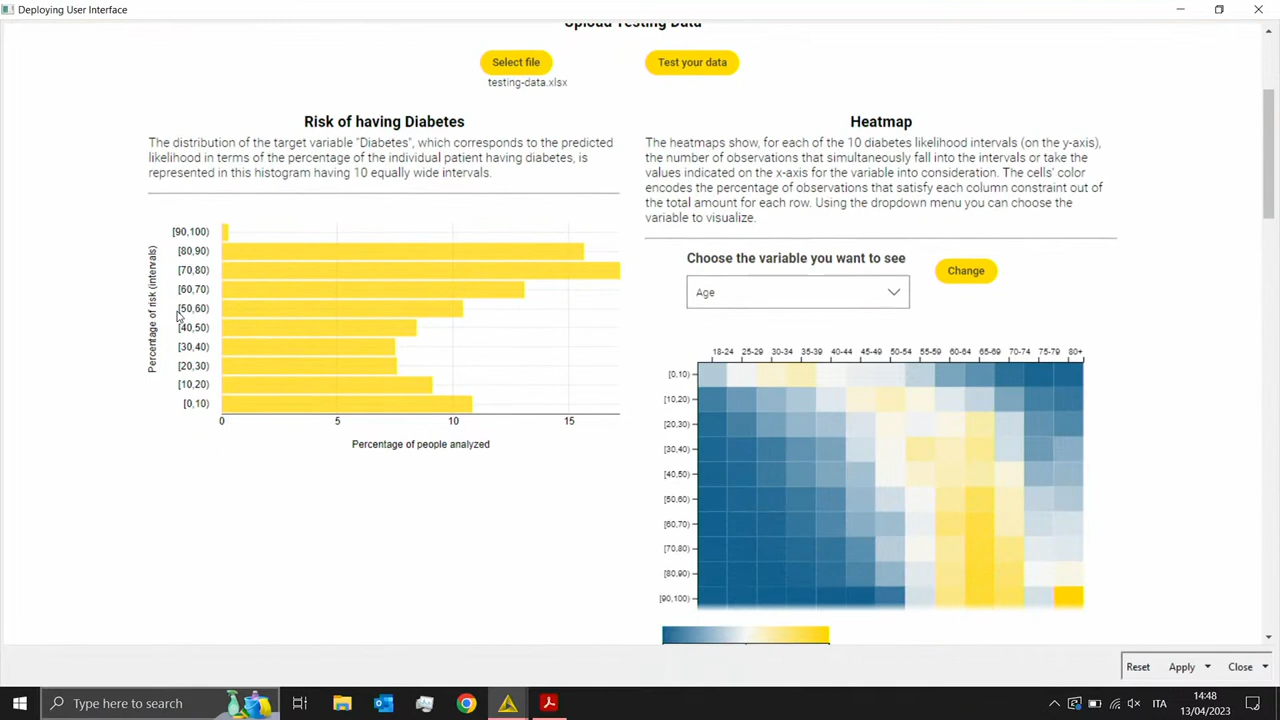 Deploying User Interface
Upload Testing Data
Select file
Test your data
testing-data.xlsx
Risk of having Diabetes
The distribution of the target variable "Diabetes", which corresponds to the predicted
likelihood in terms of the percentage of the individual patient having diabetes, is
represented in this histogram having 10 equally wide intervals.
Percentage of risk (intervals)
[90,100)
[80,90)
[70,80)
[60,70)
[50,60)
[40,50)
[30,40)
[20,30)
[10,20)
[0,10)
0 5 10 15
Percentage of people analyzed
Heatmap
The heatmaps show, for each of the 10 diabetes likelihood intervals (on the y-axis),
the number of observations that simultaneously fall into the intervals or take the
values indicated on the x-axis for the variable into consideration. The cells' color
encodes the percentage of observations that satisfy each column constraint out of
the total amount for each row. Using the dropdown menu you can choose the
variable to visualize.
Choose the variable you want to see
Age
Change
18-24 25-29 30-34 35-39 40-44 45-49 50-54 55-59 60-64 65-69 70-74 75-79 80+
[0,10)
[10,20)
[20,30)
[30,40)
[40,50)
[50,60)
[60,70)
[70,80)
[80,90)
[90,100)
Reset
Apply
Close
Type here to search
ITA
14:48
13/04/2023